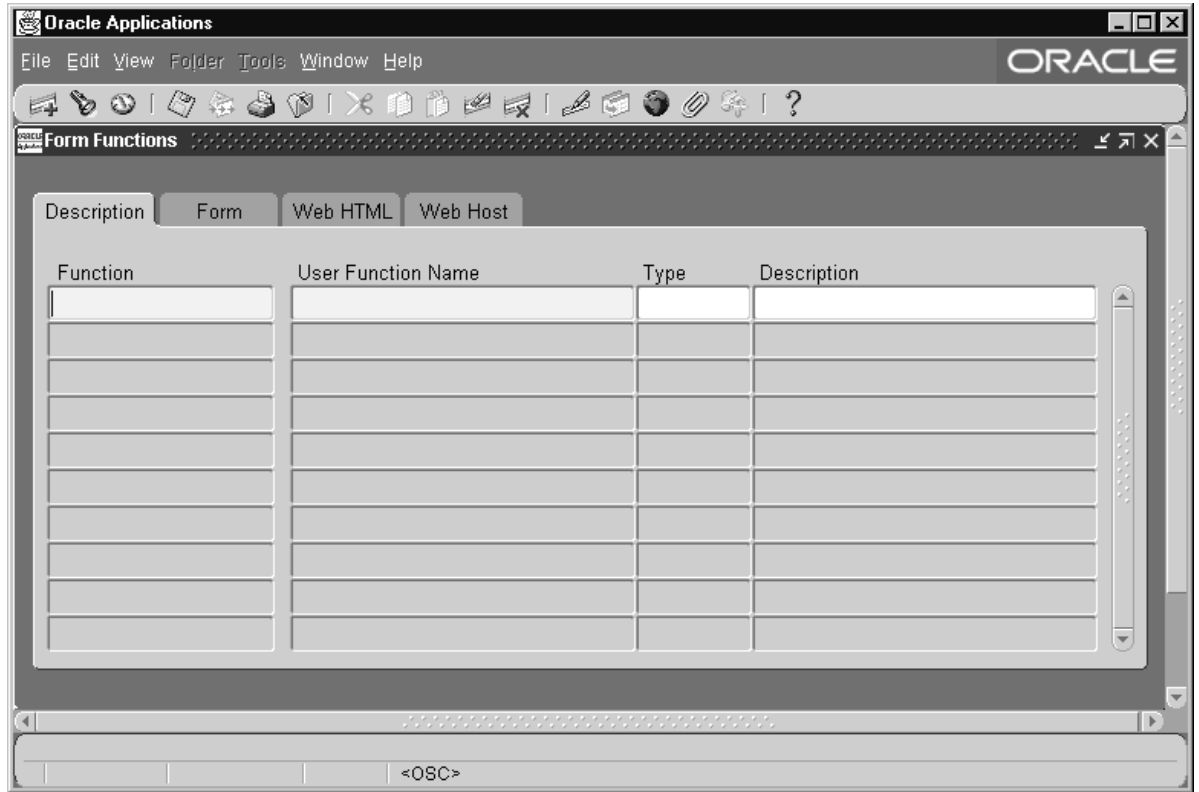 Oracle Applications
File Edit View Folder Tools Window Help
ORACLE
?
Form Functions
Description Form Web HTML Web Host
Function User Function Name Type Description
<OSC>